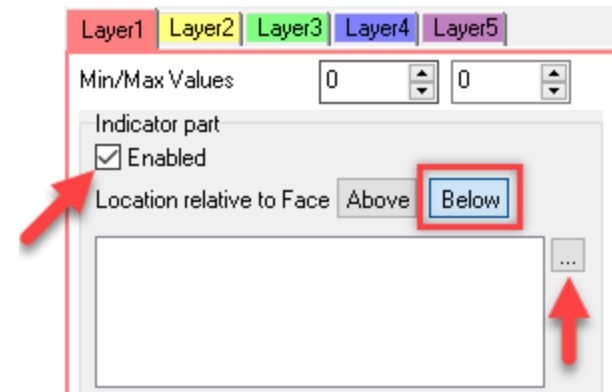 Layer1 Layer2 Layer3 Layer4 Layer5
Min/Max Values 0 0
Indicator part
Enabled
Location relative to Face Above Below
...